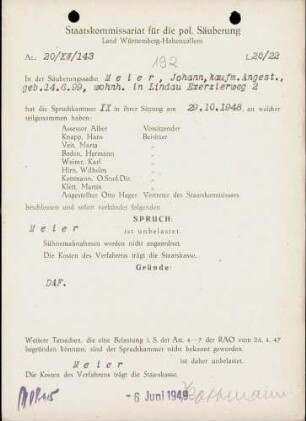 Staatskommissariat für die pol. Säuberung
Land Württemberg-Hohenzollern
Az.: 20/XV/143
192
L 26/22
In der Säuberungssache Meier, Johann, kaufm. Angest.,
geb. 14.6.99, wohnh. in Lindau Exerzierweg 2
hat die Spruchkammer IX in ihrer Sitzung am 29.10.1948, an welcher
teilgenommen haben:
Assessor Alber Vorsitzender
Knapp, Hans Beisitzer
Veit, Maria „
Boden, Hermann „
Weimer, Karl „
Hirn, Wilhelm „
Kottmann, O.Stud.Dir. „
Klett, Martin „
Angestellter Otto Hager Vertreter des Staatskommissars
beschlossen und sofort verkündet folgenden
SPRUCH:
Meier
ist unbelastet.
Sühnemaßnahmen werden nicht angeordnet.
Die Kosten des Verfahrens trägt die Staatskasse.
Gründe:
DAF.
Weitere Tatsachen, die eine Belastung i. S. der Art. 4—7 der RAO vom 24. 4. 47
begründen könnten, sind der Spruchkammer nicht bekannt geworden.
Meier ist daher unbelastet.
Die Kosten des Verfahrens trägt die Staatskasse.
- 6. Juni 1949